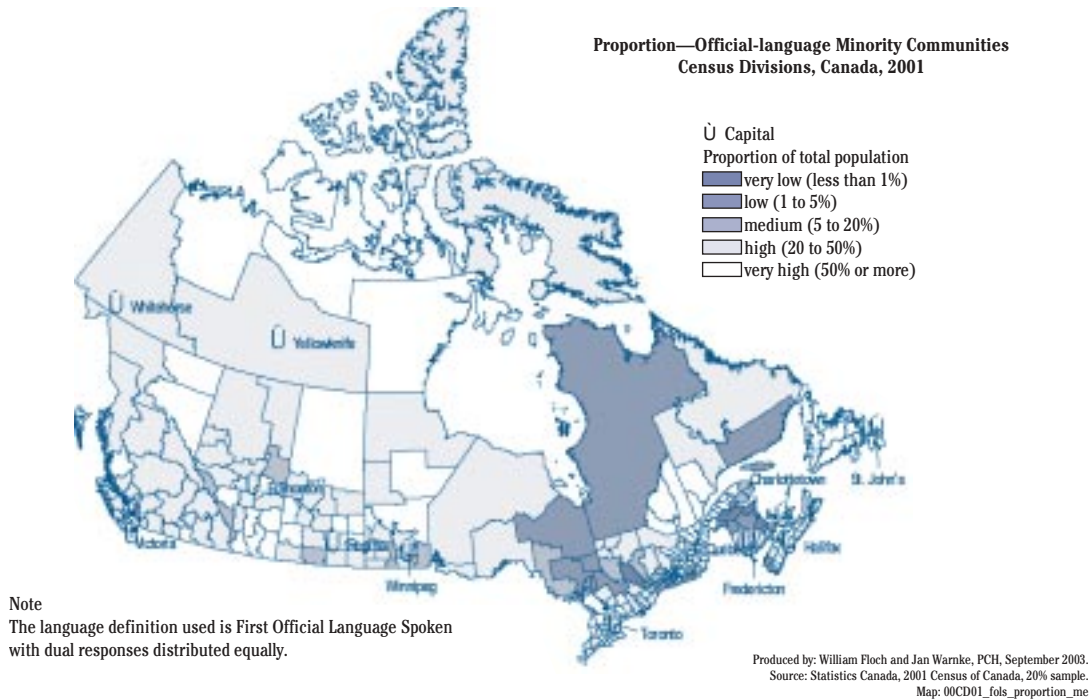 Proportion—Official-language Minority Communities
Census Divisions, Canada, 2001
Ù Capital
Proportion of total population
very low (less than 1%)
low (1 to 5%)
medium (5 to 20%)
high (20 to 50%)
very high (50% or more)
Ù Whitehorse
Ù Yellowknife
Edmonton
Charlottetown
St. John's
Victoria
Regina
Québec
Halifax
Winnipeg
Fredericton
Toronto
Note
The language definition used is First Official Language Spoken
with dual responses distributed equally.
Produced by: William Floch and Jan Warnke, PCH, September 2003.
Source: Statistics Canada, 2001 Census of Canada, 20% sample.
Map: 00CD01_fols_proportion_me